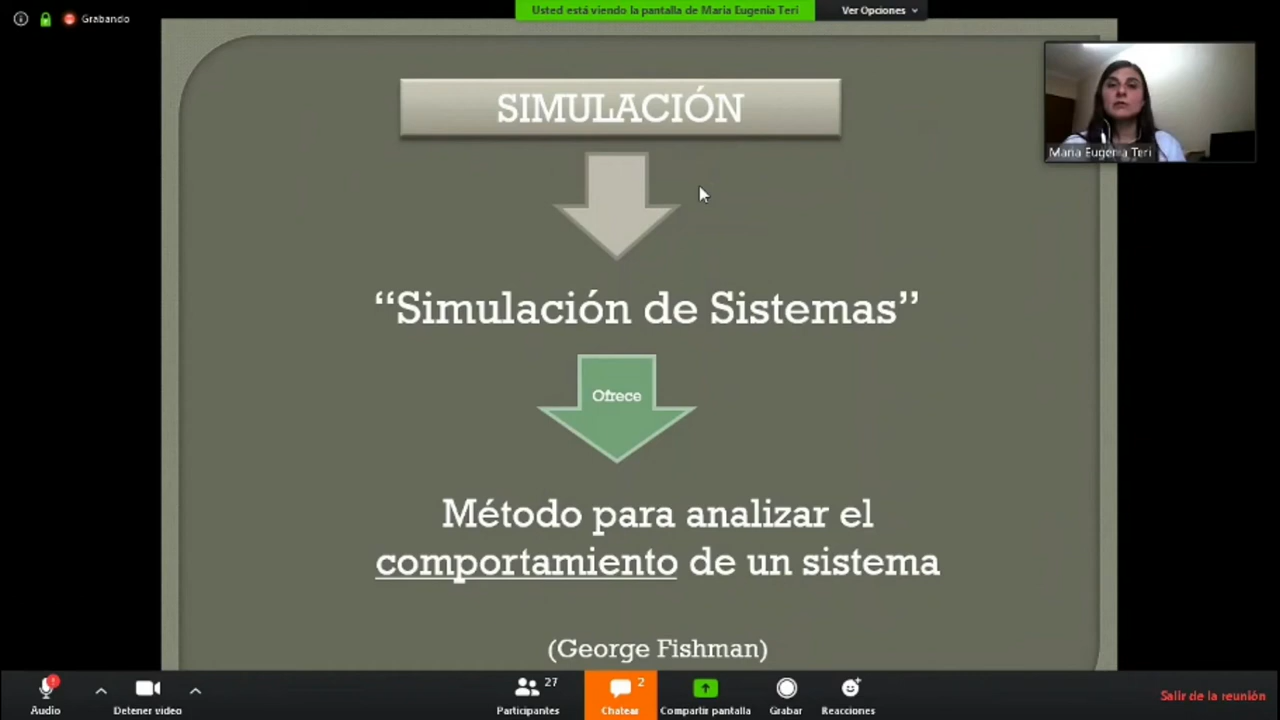 Grabando
Usted está viendo la pantalla de Maria Eugenia Teri
Ver Opciones
SIMULACIÓN
Maria Eugenia Teri
“Simulación de Sistemas”
Ofrece
Método para analizar el
comportamiento de un sistema
(George Fishman)
Audio
Detener video
Participantes
27
Chatear
2
Compartir pantalla
Grabar
Reacciones
Salir de la reunión